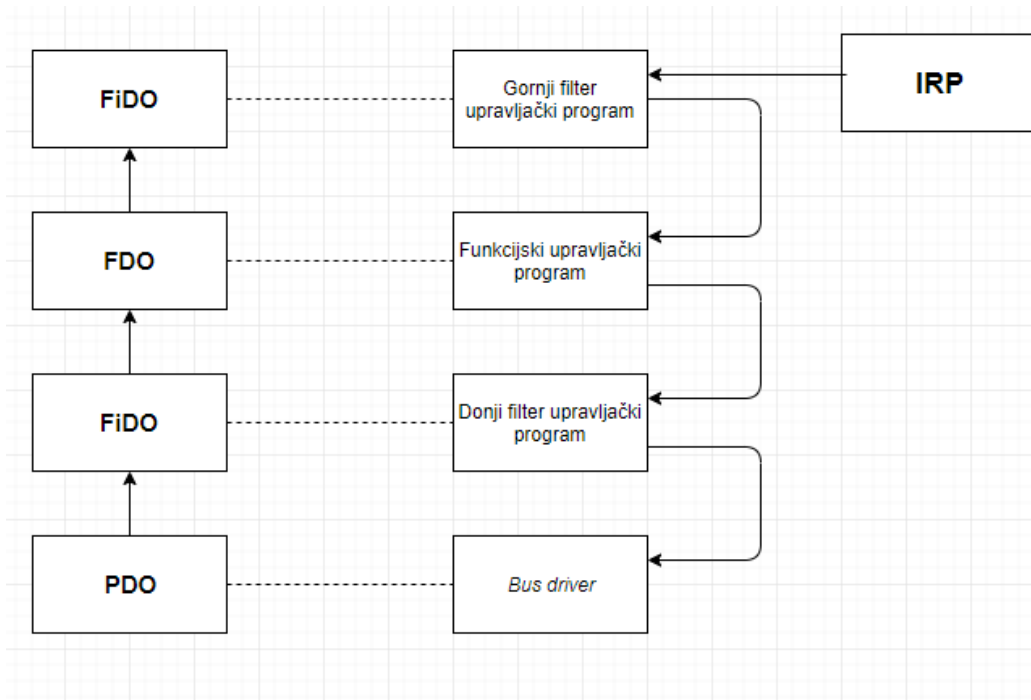 FiDO
Gornji filter
upravljački program
IRP
FDO
Funkcijski upravljački
program
FiDO
Donji filter upravljački
program
PDO
Bus driver